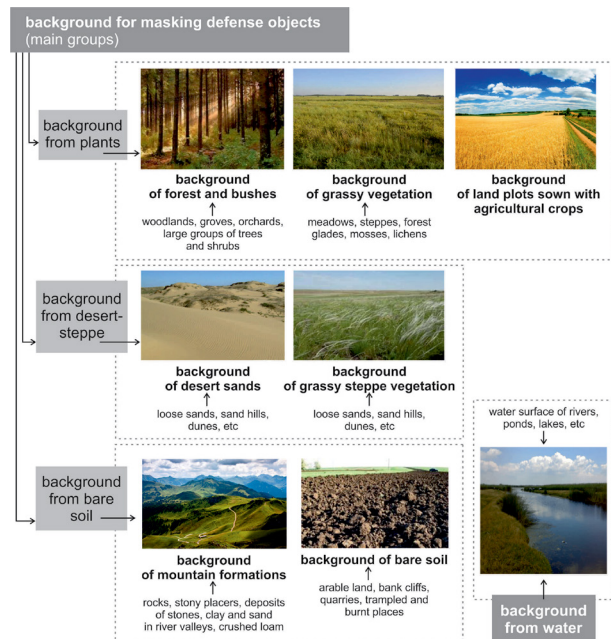 background for masking defense objects
(main groups)
background
from plants
background
of forest and bushes
woodlands, groves, orchards,
large groups of trees
and shrubs
background
of grassy vegetation
meadows, steppes, forest
glades, mosses, lichens
background
of land plots sown with
agricultural crops
background
from desert-
steppe
background
of desert sands
loose sands, sand hills,
dunes, etc
background
of grassy steppe vegetation
loose sands, sand hills,
dunes, etc
background
from bare
soil
background
of mountain formations
rocks, stony placers, deposits
of stones, clay and sand
in river valleys, crushed loam
background of bare soil
arable land, bank cliffs,
quarries, trampled and
burnt places
water surface of rivers,
ponds, lakes, etc
background
from water